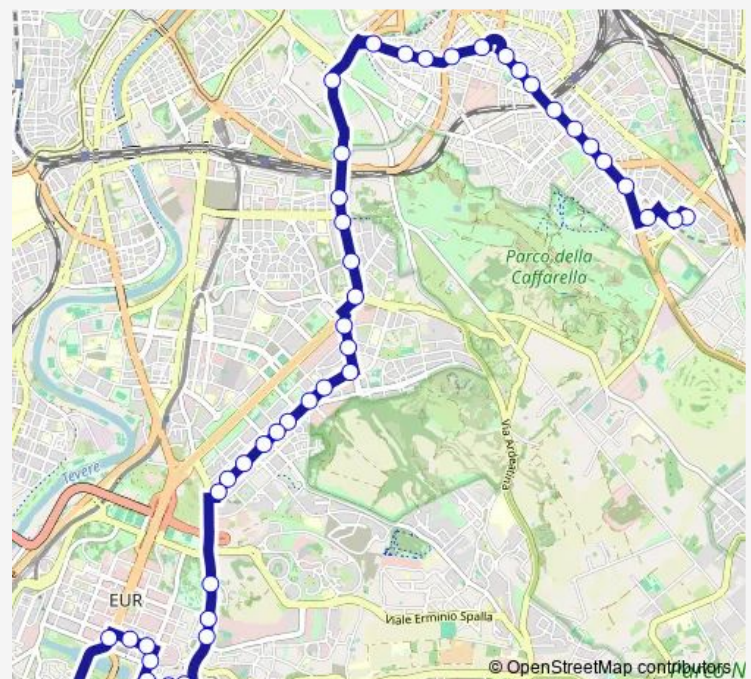 Parco della
Caffarella
Via Ardeatina
Tevere
EUR
Viale Erminio Spalla
© OpenStreetMap contributors